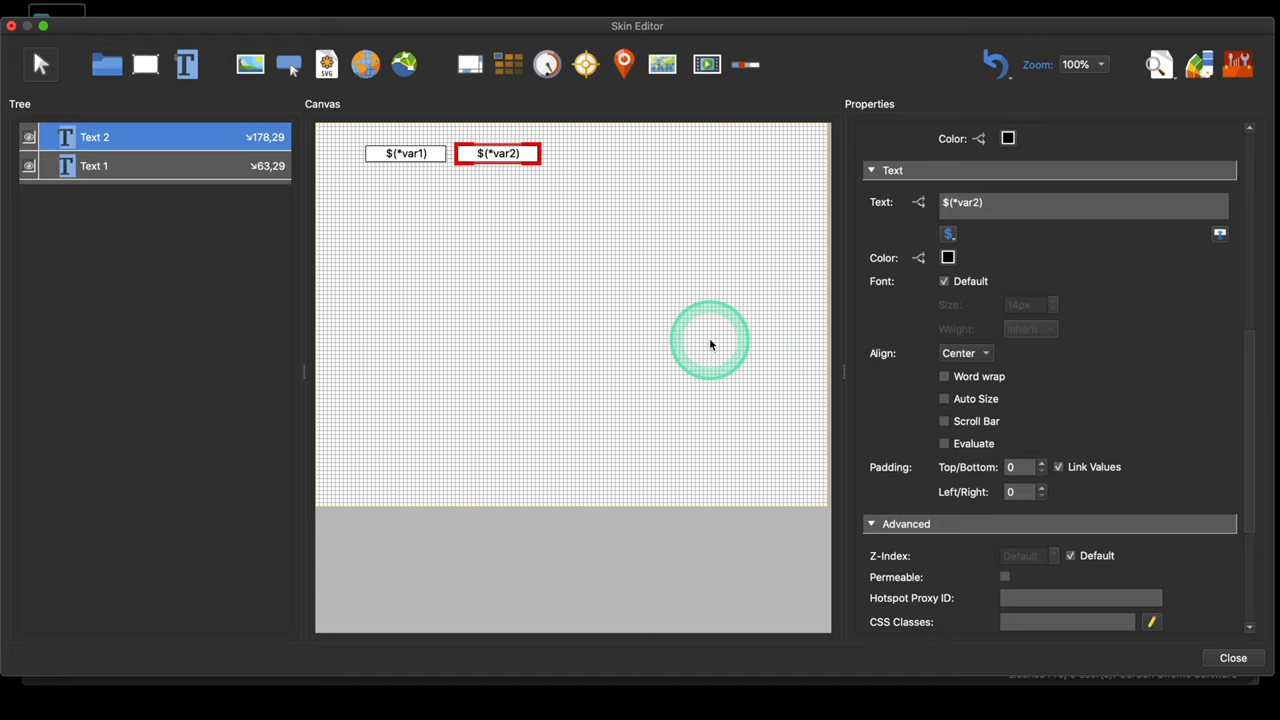 Skin Editor
T
SVG
Zoom: 100%
Tree
Canvas
Properties
T Text 2 ↘178,29
T Text 1 ↘63,29
$(*var1)
$(*var2)
Color:
Text
Text: $(*var2)
$
Color:
Font: Default
Size: 14px
Weight: Inherit
Align: Center
Word wrap
Auto Size
Scroll Bar
Evaluate
Padding: Top/Bottom: 0 Link Values
Left/Right: 0
Advanced
Z-Index: Default Default
Permeable:
Hotspot Proxy ID:
CSS Classes:
Close